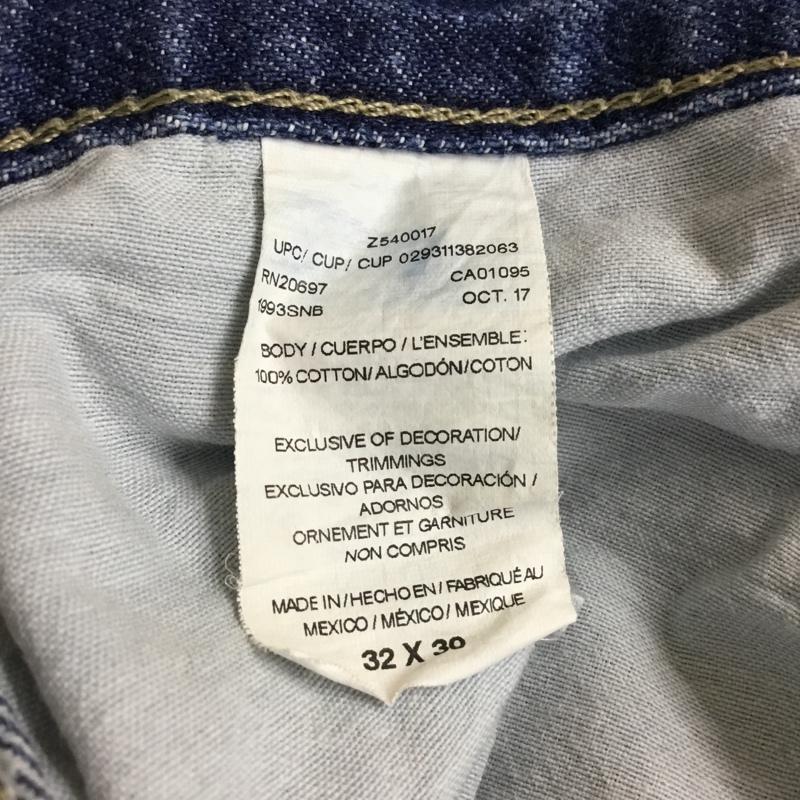 Z540017
UPC/ CUP/ CUP 029311382063
RN20697 CA01095
1993SNB OCT. 17
BODY / CUERPO / L'ENSEMBLE:
100% COTTON/ ALGODÓN/COTON
EXCLUSIVE OF DECORATION/
TRIMMINGS
EXCLUSIVO PARA DECORACIÓN /
ADORNOS
ORNEMENT ET GARNITURE
NON COMPRIS
MADE IN / HECHO EN / FABRIQUÉ AU
MEXICO / MÉXICO / MEXIQUE
32 X 30